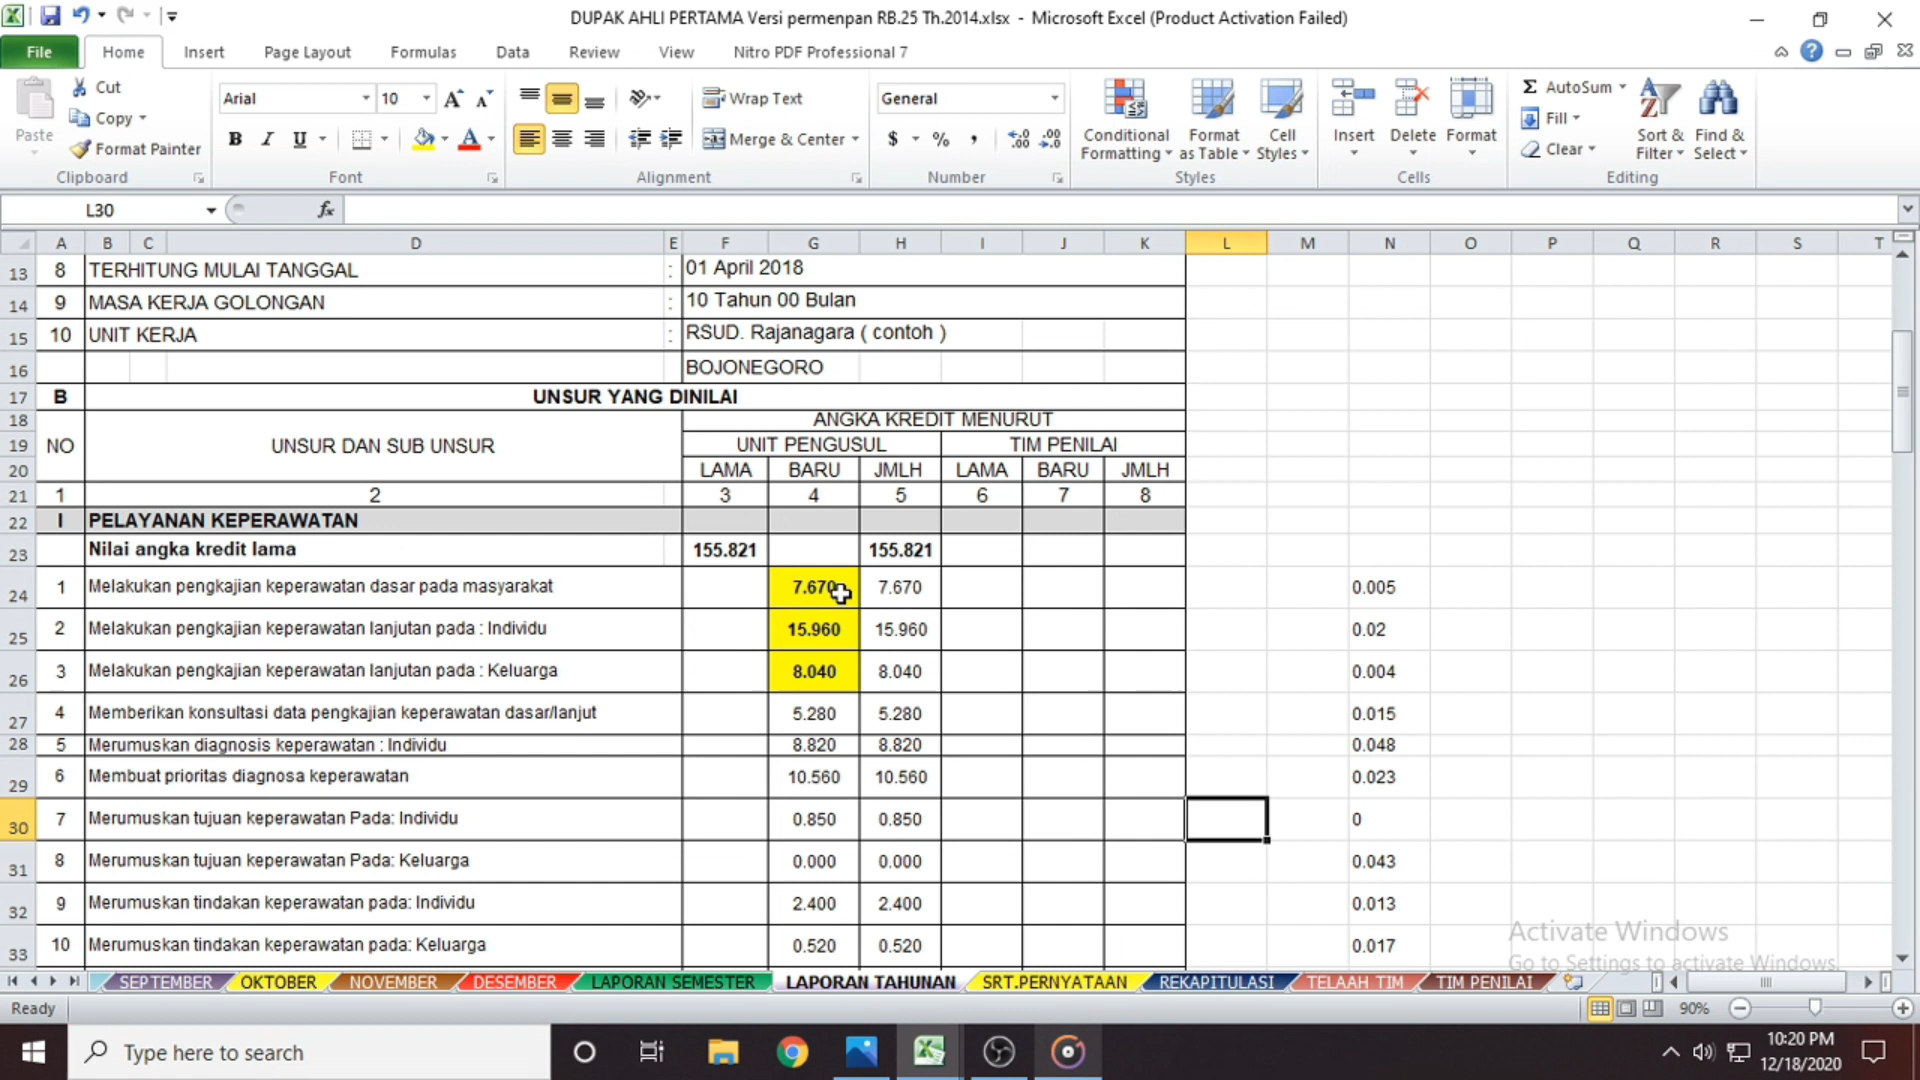 DUPAK AHLI PERTAMA Versi permenpan RB.25 Th.2014.xlsx - Microsoft Excel (Product Activation Failed)
File Home Insert Page Layout Formulas Data Review View Nitro PDF Professional 7
Paste Cut Copy Format Painter Clipboard
Arial 10 Font
Wrap Text Merge & Center Alignment
General $ % , Number
Conditional Formatting Format as Table Cell Styles Styles
Insert Delete Format Cells
AutoSum Fill Clear Sort & Filter Find & Select Editing
L30 fx
A B C D E F G H I J K L M N O P Q R S T
13 8 TERHITUNG MULAI TANGGAL : 01 April 2018
14 9 MASA KERJA GOLONGAN : 10 Tahun 00 Bulan
15 10 UNIT KERJA : RSUD. Rajanagara ( contoh )
16 BOJONEGORO
17 B UNSUR YANG DINILAI
18 ANGKA KREDIT MENURUT
19 NO UNSUR DAN SUB UNSUR UNIT PENGUSUL TIM PENILAI
20 LAMA BARU JMLH LAMA BARU JMLH
21 1 2 3 4 5 6 7 8
22 I PELAYANAN KEPERAWATAN
23 Nilai angka kredit lama 155.821 155.821
24 1 Melakukan pengkajian keperawatan dasar pada masyarakat 7.670 7.670 0.005
25 2 Melakukan pengkajian keperawatan lanjutan pada : Individu 15.960 15.960 0.02
26 3 Melakukan pengkajian keperawatan lanjutan pada : Keluarga 8.040 8.040 0.004
27 4 Memberikan konsultasi data pengkajian keperawatan dasar/lanjut 5.280 5.280 0.015
28 5 Merumuskan diagnosis keperawatan : Individu 8.820 8.820 0.048
29 6 Membuat prioritas diagnosa keperawatan 10.560 10.560 0.023
30 7 Merumuskan tujuan keperawatan Pada: Individu 0.850 0.850 0
31 8 Merumuskan tujuan keperawatan Pada: Keluarga 0.000 0.000 0.043
32 9 Merumuskan tindakan keperawatan pada: Individu 2.400 2.400 0.013
33 10 Merumuskan tindakan keperawatan pada: Keluarga 0.520 0.520 0.017
Activate Windows
Go to Settings to activate Windows.
SEPTEMBER OKTOBER NOVEMBER DESEMBER LAPORAN SEMESTER LAPORAN TAHUNAN SRT.PERNYATAAN REKAPITULASI TELAAH TIM TIM PENILAI
Ready 90%
Type here to search 10:20 PM
12/18/2020